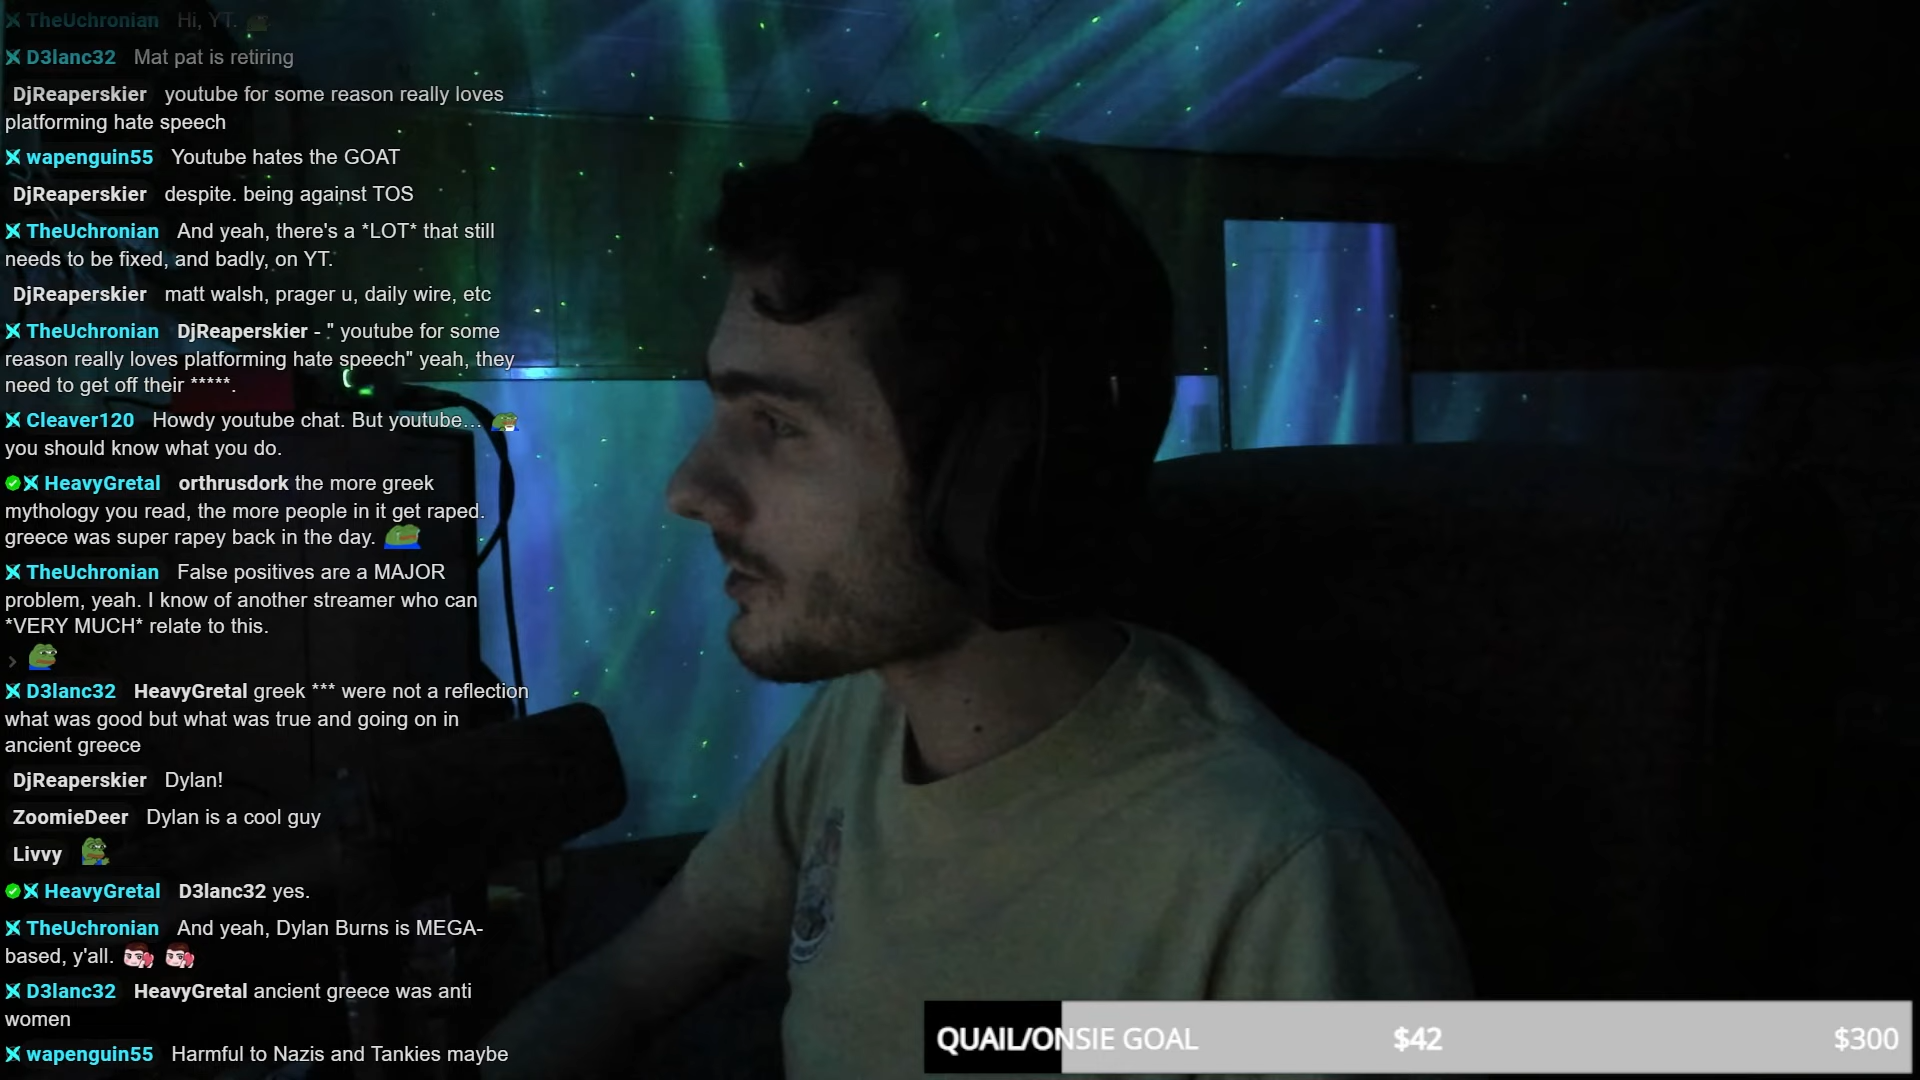 TheUchronian Hi, YT.
D3lanc32 Mat pat is retiring
DjReaperskier youtube for some reason really loves
platforming hate speech
wapenguin55 Youtube hates the GOAT
DjReaperskier despite. being against TOS
TheUchronian And yeah, there's a *LOT* that still
needs to be fixed, and badly, on YT.
DjReaperskier matt walsh, prager u, daily wire, etc
TheUchronian DjReaperskier - " youtube for some
reason really loves platforming hate speech" yeah, they
need to get off their *****.
Cleaver120 Howdy youtube chat. But youtube...
you should know what you do.
HeavyGretal orthrusdork the more greek
mythology you read, the more people in it get raped.
greece was super rapey back in the day.
TheUchronian False positives are a MAJOR
problem, yeah. I know of another streamer who can
*VERY MUCH* relate to this.
>
D3lanc32 HeavyGretal greek *** were not a reflection
what was good but what was true and going on in
ancient greece
DjReaperskier Dylan!
ZoomieDeer Dylan is a cool guy
Livvy
HeavyGretal D3lanc32 yes.
TheUchronian And yeah, Dylan Burns is MEGA-
based, y'all.
D3lanc32 HeavyGretal ancient greece was anti
women
wapenguin55 Harmful to Nazis and Tankies maybe
QUAIL/ONSIE GOAL $42 $300